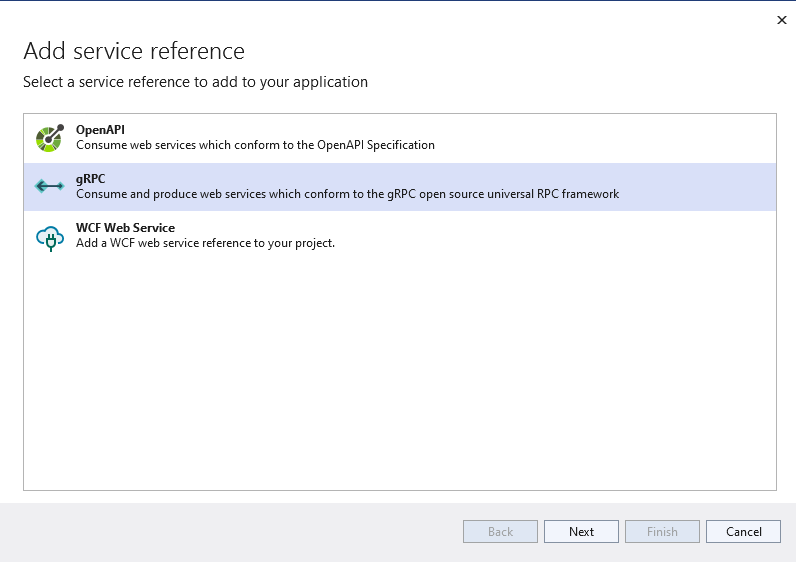 Add service reference
Select a service reference to add to your application
OpenAPI
Consume web services which conform to the OpenAPI Specification
gRPC
Consume and produce web services which conform to the gRPC open source universal RPC framework
WCF Web Service
Add a WCF web service reference to your project.
Back
Next
Finish
Cancel